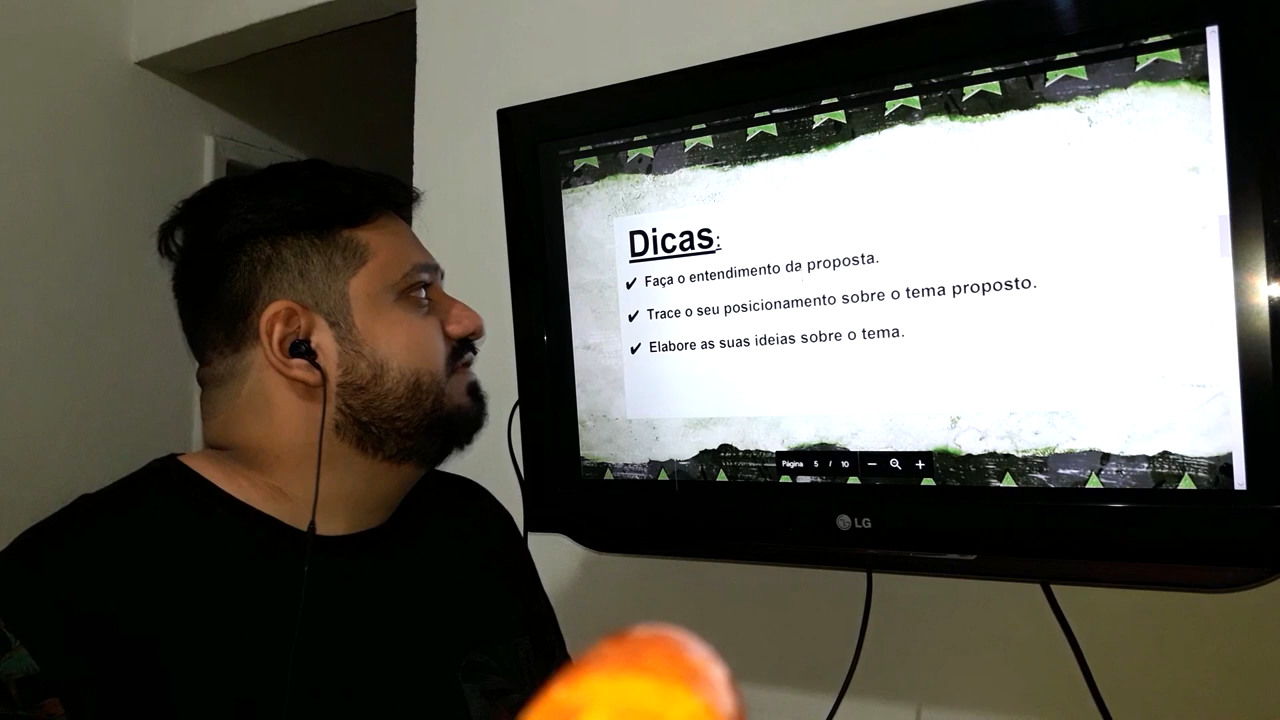 Dicas:
✔ Faça o entendimento da proposta.
✔ Trace o seu posicionamento sobre o tema proposto.
✔ Elabore as suas ideias sobre o tema.
Página 5 / 10
LG